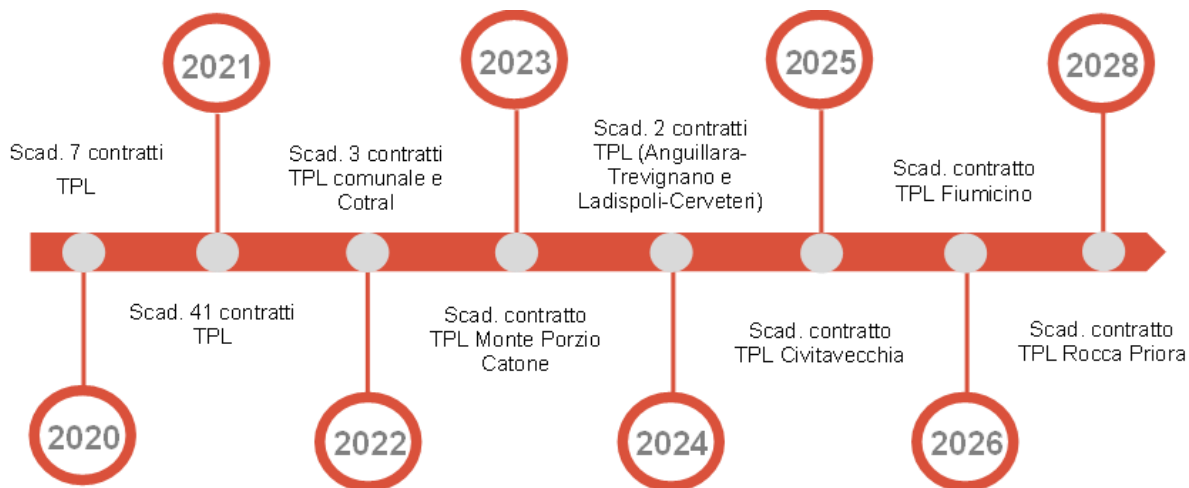 2021
2023
2025
2028
Scad. 7 contratti
TPL
Scad. 3 contratti
TPL comunale e
Cotral
Scad. 2 contratti
TPL (Anguillara-
Trevignano e
Ladispoli-Cerveteri)
Scad. contratto
TPL Fiumicino
Scad. 41 contratti
TPL
Scad. contratto
TPL Monte Porzio
Catone
Scad. contratto
TPL Civitavecchia
Scad. contratto
TPL Rocca Priora
2020
2022
2024
2026